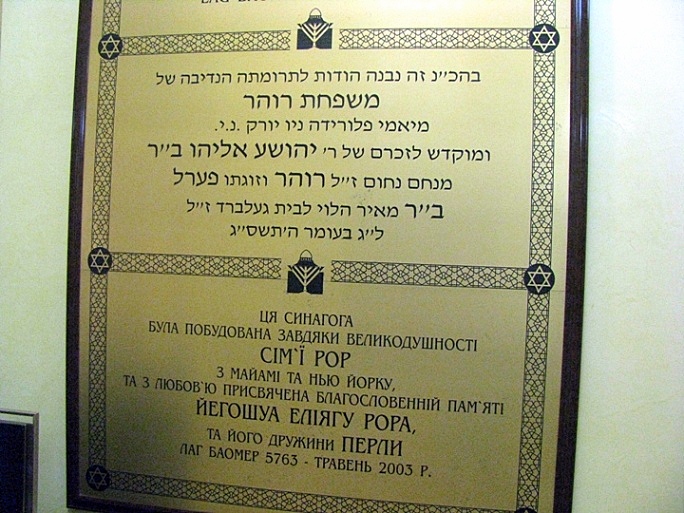 בהכ״נ זה נבנה הודות לתרומתה הנדיבה של
משפחת רוהר
מיאמי פלורידה ניו יורק .נ.י.
ומוקדש לזכרם של ר׳ יהושע אליהו ב״ר
מנחם נחום ז״ל רוהר וזוגתו פערל
ב״ר מאיר הלוי לבית געלברד ז״ל
ל״ג בעומר ה׳תשס״ג
ЦЯ СИНАГОГА
БУЛА ПОБУДОВАНА ЗАВДЯКИ ВЕЛИКОДУШНОСТІ
СІМ`Ї РОР
З МАЙАМІ ТА НЬЮ ЙОРКУ,
ТА З ЛЮБОВ`Ю ПРИСВЯЧЕНА БЛАГОСЛОВЕННІЙ ПАМ`ЯТІ
ЙЕГОШУА ЕЛІЯГУ РОРА,
ТА ЙОГО ДРУЖИНИ ПЕРЛИ
ЛАГ БАОМЕР 5763 - ТРАВЕНЬ 2003 Р.